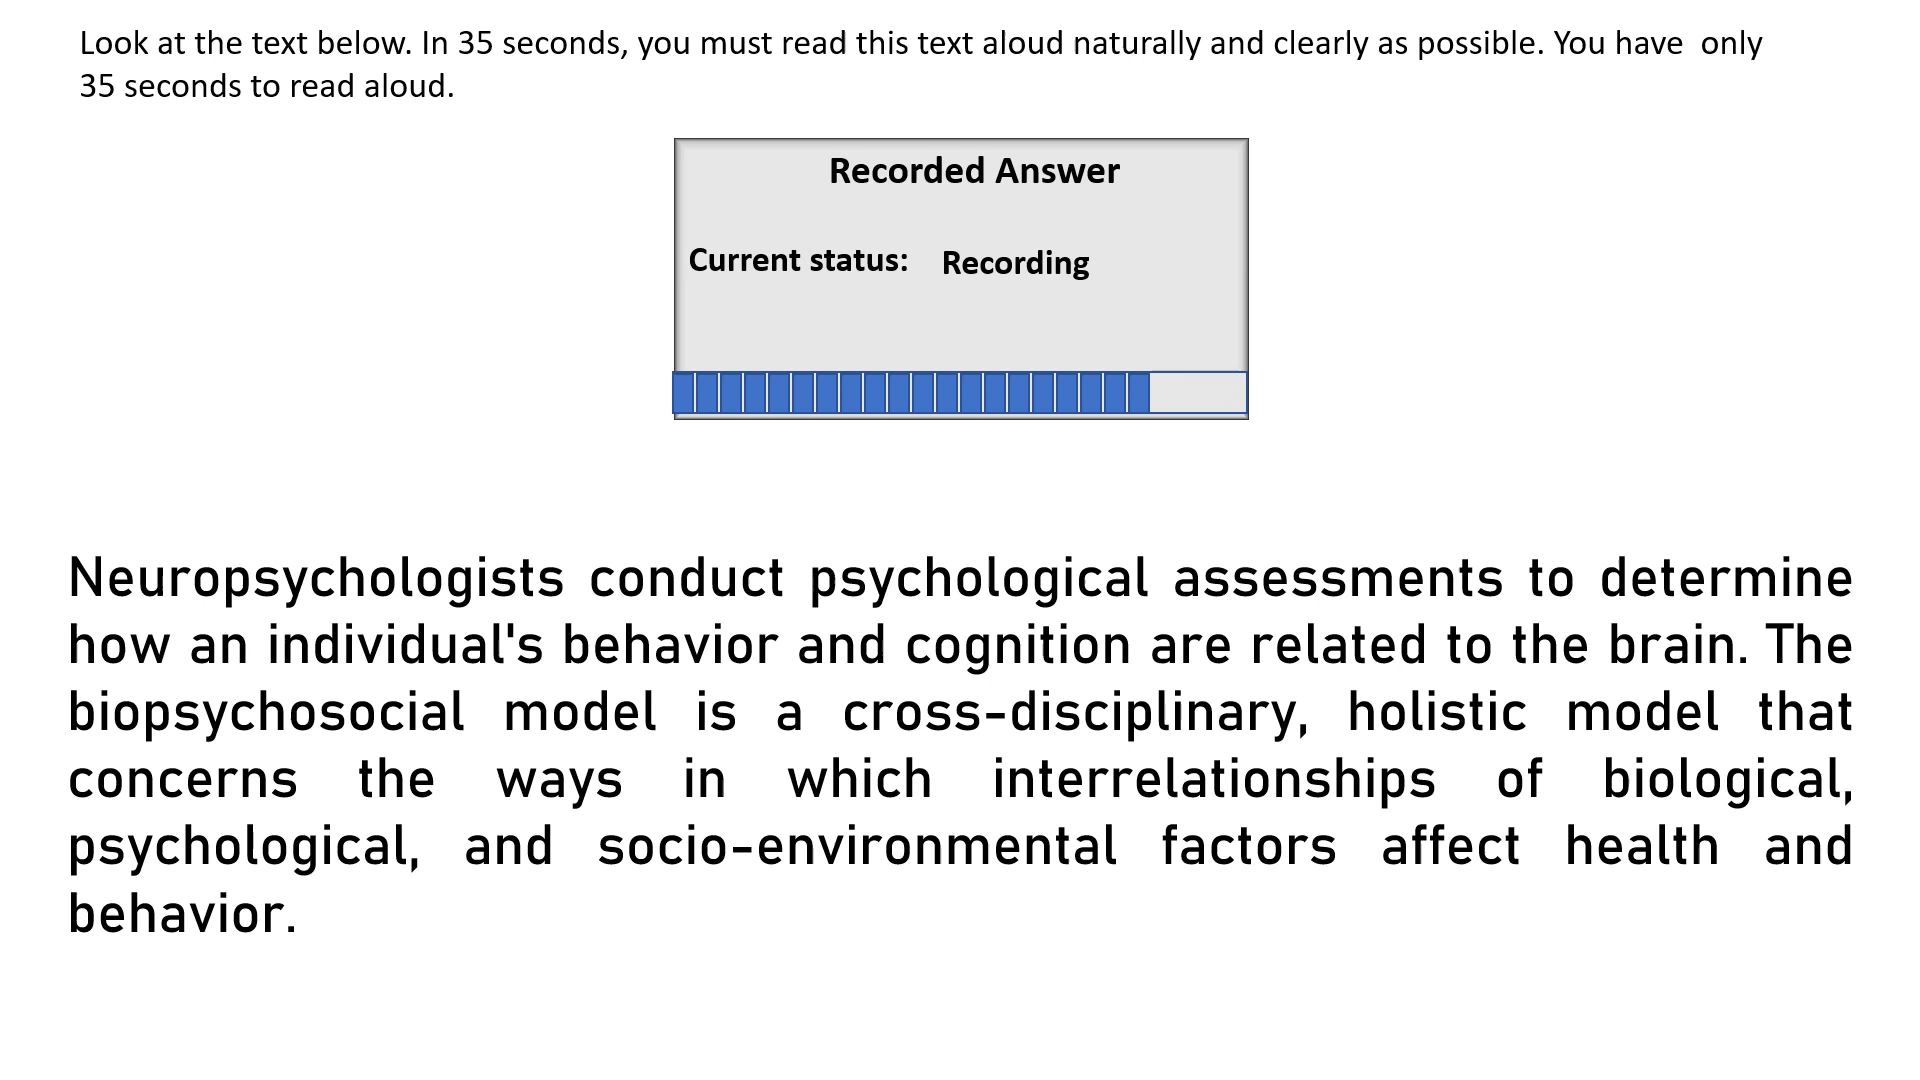 Look at the text below. In 35 seconds, you must read this text aloud naturally and clearly as possible. You have only
35 seconds to read aloud.
Recorded Answer
Current status: Recording
Neuropsychologists conduct psychological assessments to determine
how an individual's behavior and cognition are related to the brain. The
biopsychosocial model is a cross-disciplinary, holistic model that
concerns the ways in which interrelationships of biological,
psychological, and socio-environmental factors affect health and
behavior.